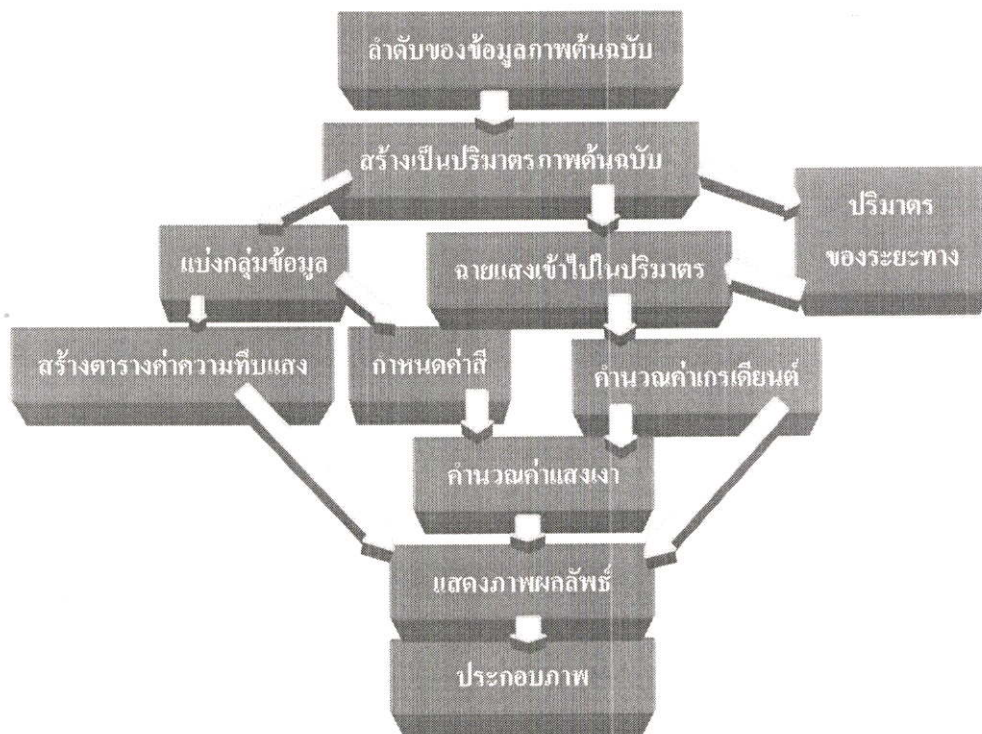 ลำดับของข้อมูลภาพต้นฉบับ
สร้างเป็นปริมาตรภาพต้นฉบับ
ปริมาตร
ของระยะทาง
แบ่งกลุ่มข้อมูล
ฉายแสงเข้าไปในปริมาตร
สร้างตารางค่าความทึบแสง
กำหนดค่าสี
คำนวณค่าเกรเดียนต์
คำนวณค่าแสงเงา
แสดงภาพผลลัพธ์
ประกอบภาพ